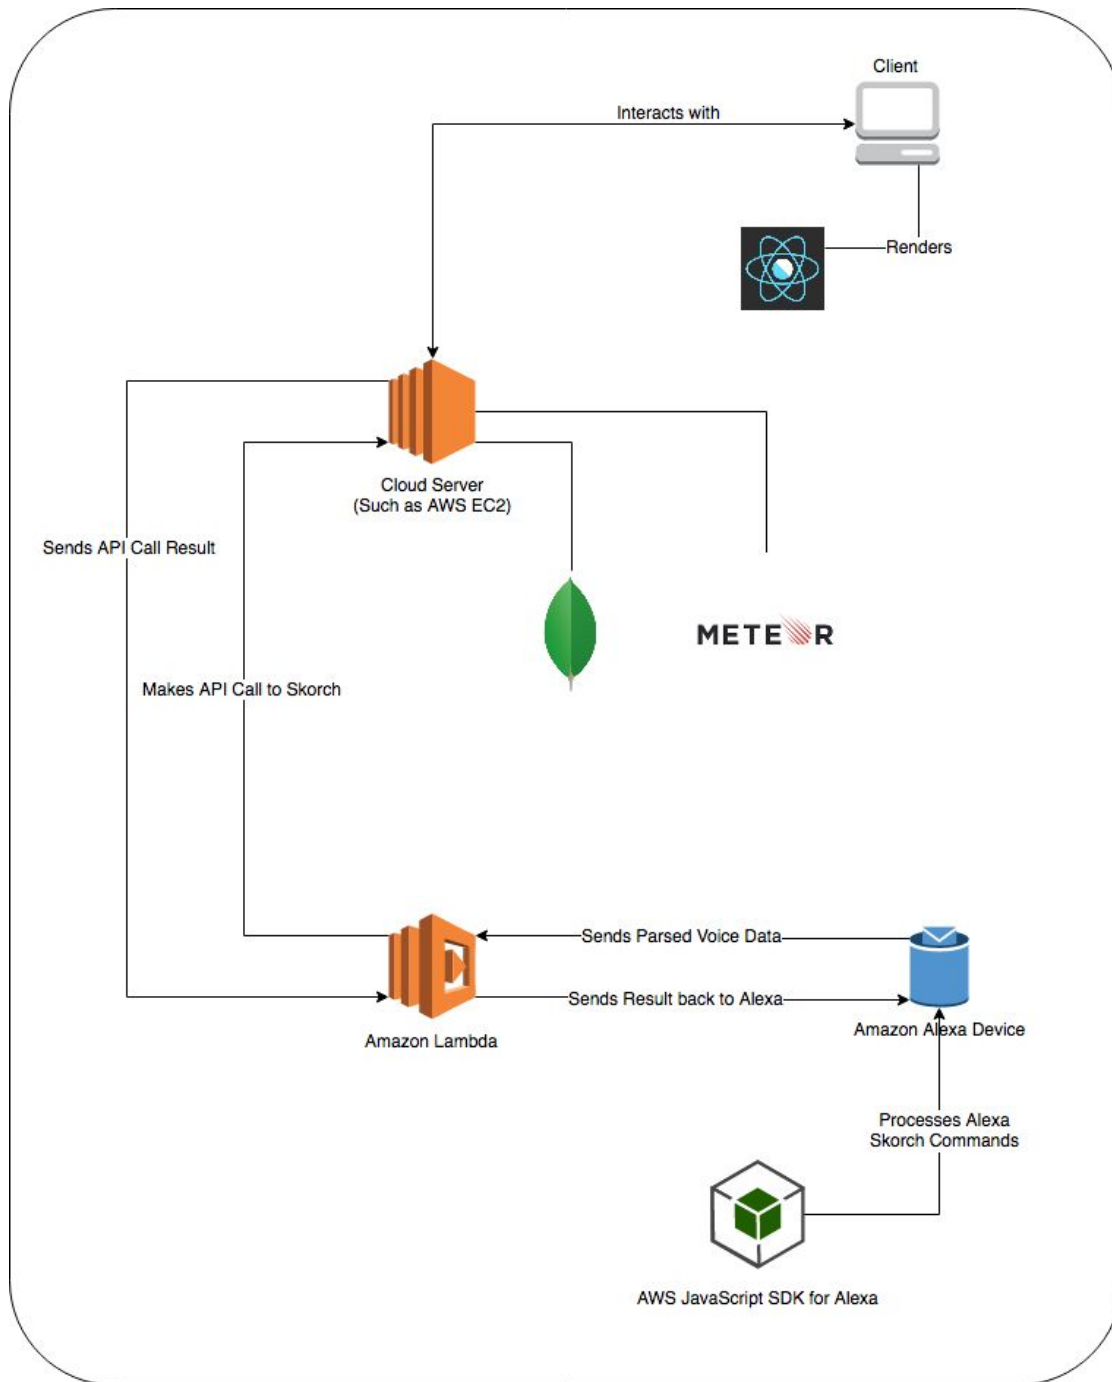 Client
Interacts with
Renders
Cloud Server
(Such as AWS EC2)
Sends API Call Result
METEOR
Makes API Call to Skorch
Sends Parsed Voice Data
Sends Result back to Alexa
Amazon Lambda
Amazon Alexa Device
Processes Alexa
Skorch Commands
AWS JavaScript SDK for Alexa